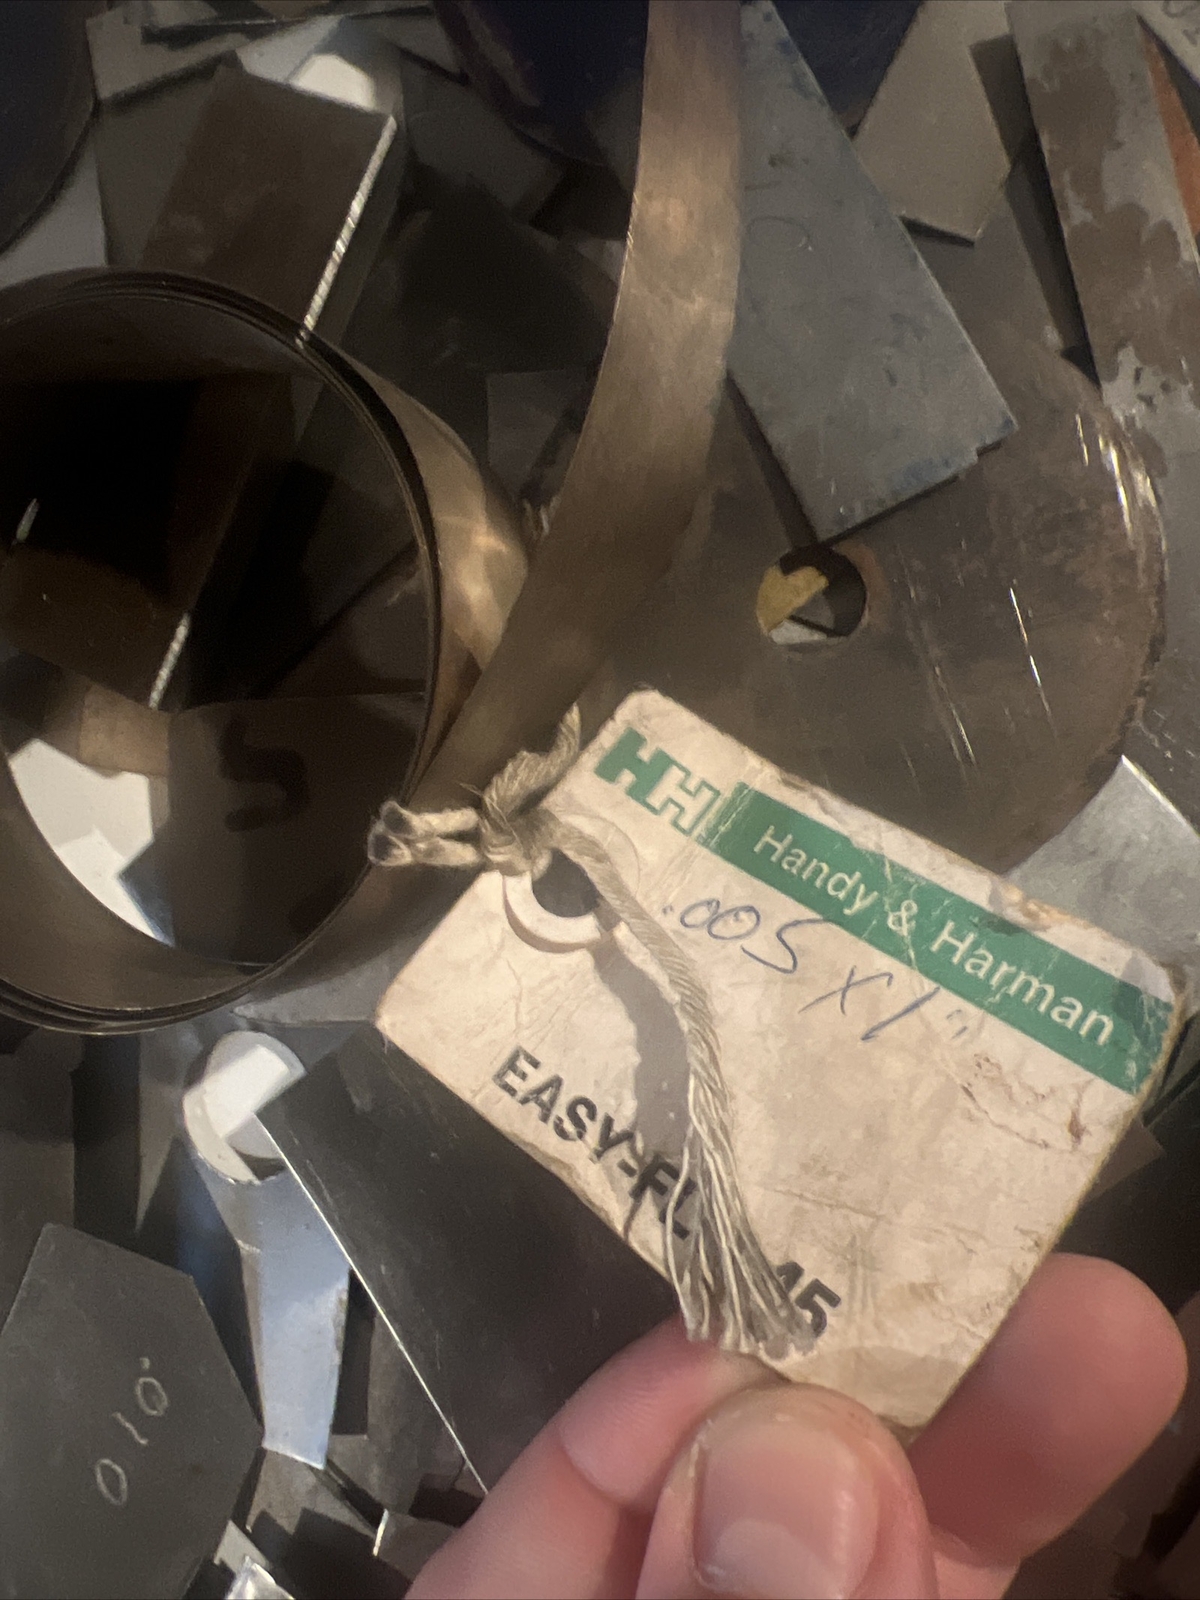 HH Handy & Harman
.005 x 1"
EASY-FL 45
010